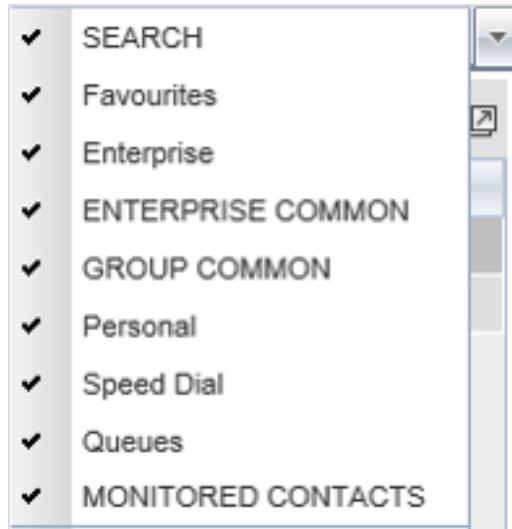 SEARCH
Favourites
Enterprise
ENTERPRISE COMMON
GROUP COMMON
Personal
Speed Dial
Queues
MONITORED CONTACTS